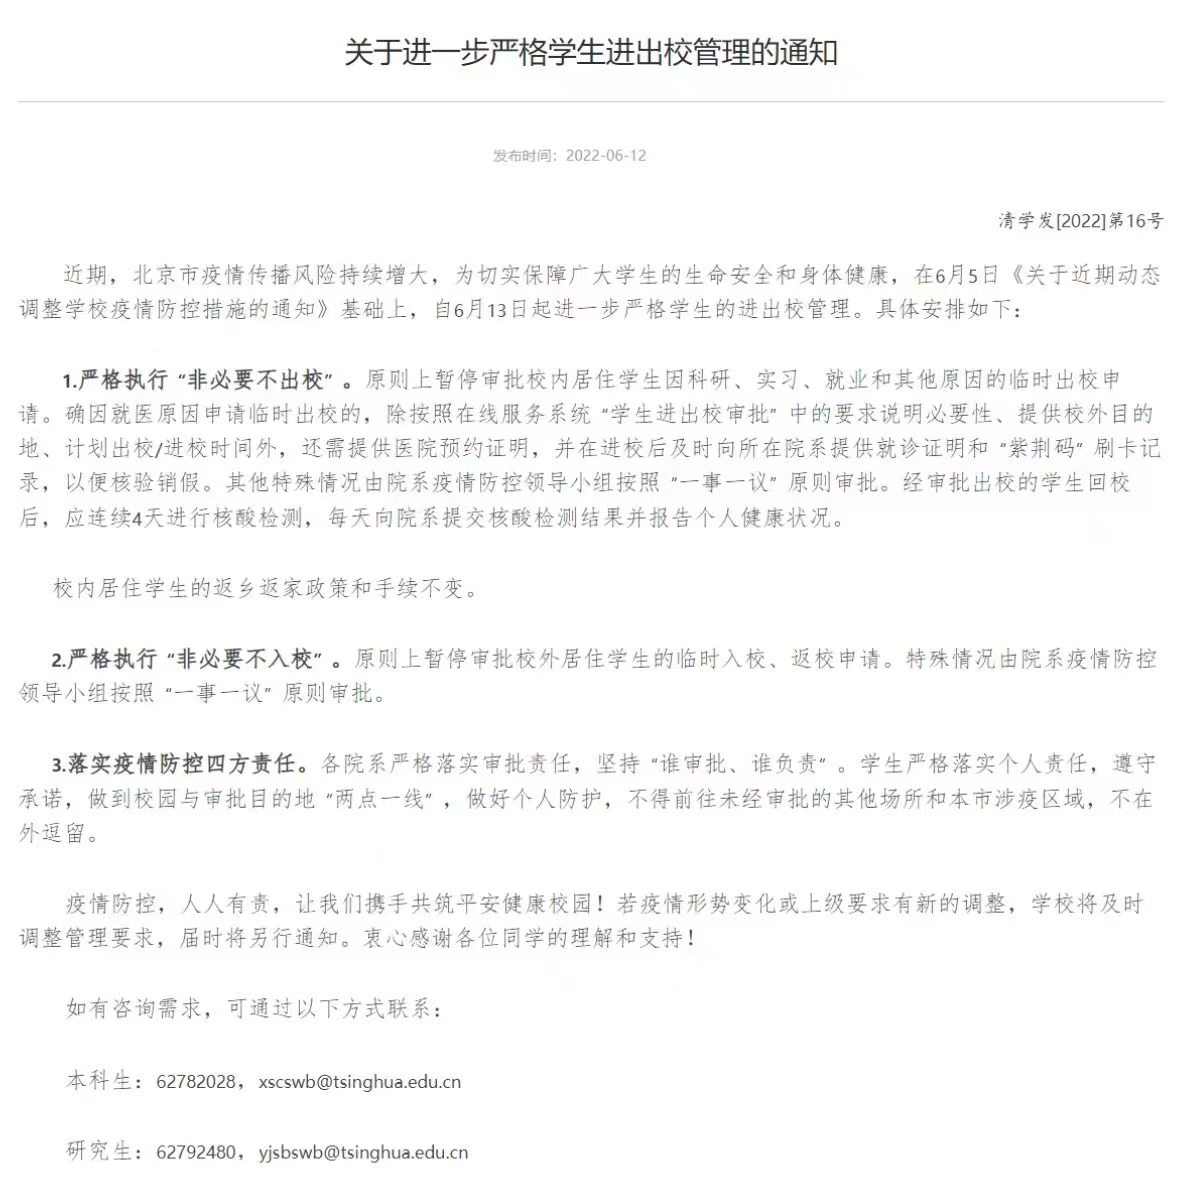 关于进一步严格学生进出校管理的通知
发布时间：2022-06-12
清学发[2022]第16号
近期，北京市疫情传播风险持续增大，为切实保障广大学生的生命安全和身体健康，在6月5日《关于近期动态
调整学校疫情防控措施的通知》基础上，自6月13日起进一步严格学生的进出校管理。具体安排如下：
1.严格执行“非必要不出校”。原则上暂停审批校内居住学生因科研、实习、就业和其他原因的临时出校申
请。确因就医原因申请临时出校的，除按照在线服务系统“学生进出校审批”中的要求说明必要性、提供校外目的
地、计划出校/进校时间外，还需提供医院预约证明，并在进校后及时向所在院系提供就诊证明和“紫荆码”刷卡记
录，以便核验销假。其他特殊情况由院系疫情防控领导小组按照“一事一议”原则审批。经审批出校的学生回校
后，应连续4天进行核酸检测，每天向院系提交核酸检测结果并报告个人健康状况。
校内居住学生的返乡返家政策和手续不变。
2.严格执行“非必要不入校”。原则上暂停审批校外居住学生的临时入校、返校申请。特殊情况由院系疫情防控
领导小组按照“一事一议”原则审批。
3.落实疫情防控四方责任。各院系严格落实审批责任，坚持“谁审批、谁负责”。学生严格落实个人责任，遵守
承诺，做到校园与审批目的地“两点一线”，做好个人防护，不得前往未经审批的其他场所和本市涉疫区域，不在
外逗留。
疫情防控，人人有责，让我们携手共筑平安健康校园！若疫情形势变化或上级要求有新的调整，学校将及时
调整管理要求，届时将另行通知。衷心感谢各位同学的理解和支持！
如有咨询需求，可通过以下方式联系：
本科生：62782028，xscswb@tsinghua.edu.cn
研究生：62792480，yjsbswb@tsinghua.edu.cn